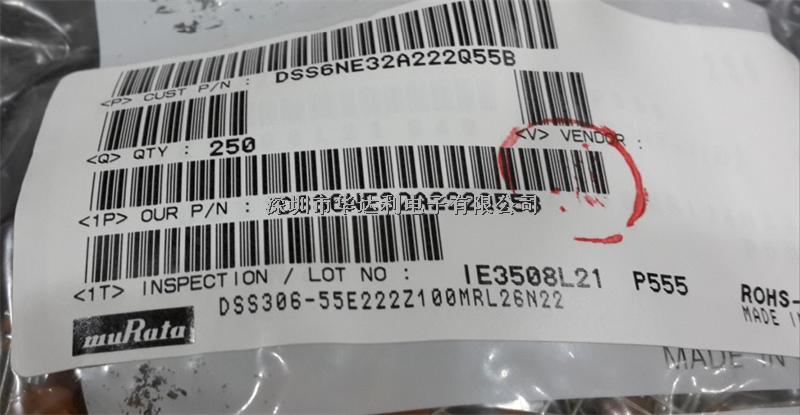 <P> CUST P/N : DSS6NE32A222Q55B
<Q> QTY : 250
<V> VENDOR :
<1P> OUR P/N :
深圳市华达利电子有限公司
<1T> INSPECTION / LOT NO : IE3508L21 P555
DSS306-55E222Z100MRL26N22
ROHS-
MADE IN
muRata
MADE IN